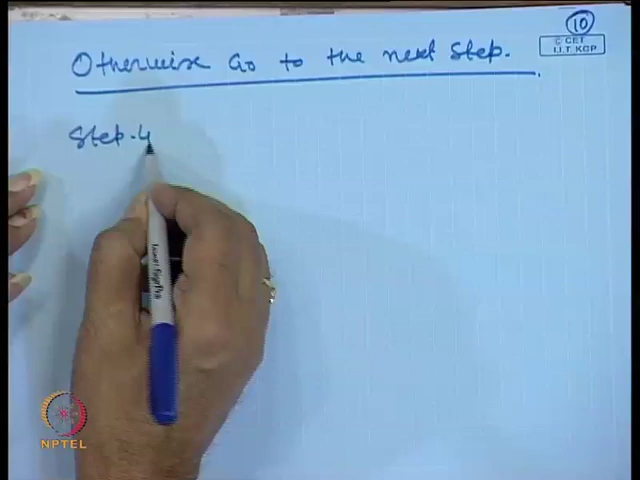 10
© CET
I.I.T. KGP
Otherwise Go to the next Step.
Step-4
NPTEL